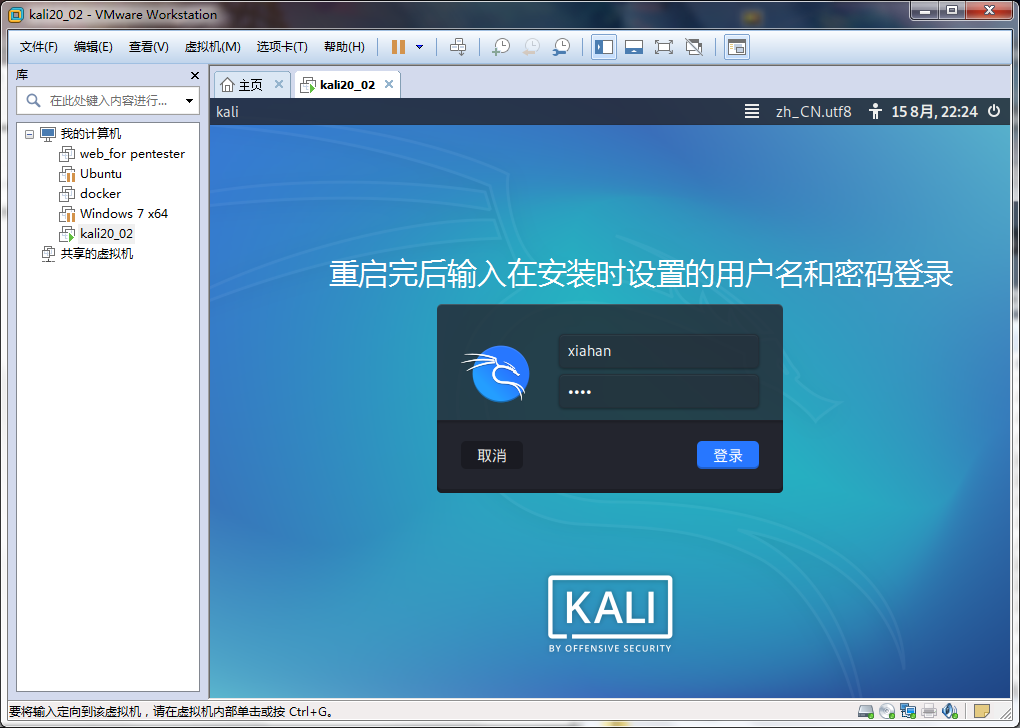 kali20_02 - VMware Workstation
文件(F) 编辑(E) 查看(V) 虚拟机(M) 选项卡(T) 帮助(H)
库
在此处键入内容进行...
我的计算机
web_for pentester
Ubuntu
docker
Windows 7 x64
kali20_02
共享的虚拟机
主页 kali20_02
kali zh_CN.utf8 15 8月, 22:24
重启完后输入在安装时设置的用户名和密码登录
xiahan
••••
取消 登录
KALI
BY OFFENSIVE SECURITY
要将输入定向到该虚拟机，请在虚拟机内部单击或按 Ctrl+G。